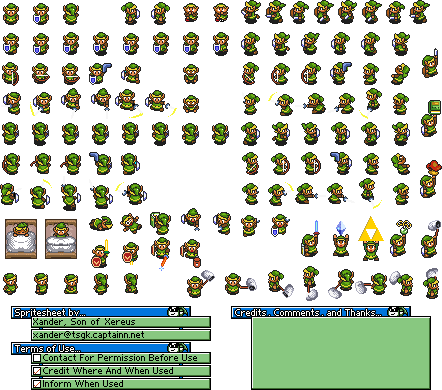 Spritesheet by...
Xander, Son of Xereus
xander@tsgk.captainn.net
Terms of Use...
Contact For Permission Before Use
Credit Where And When Used
Inform When Used
Credits.. Comments.. and Thanks...